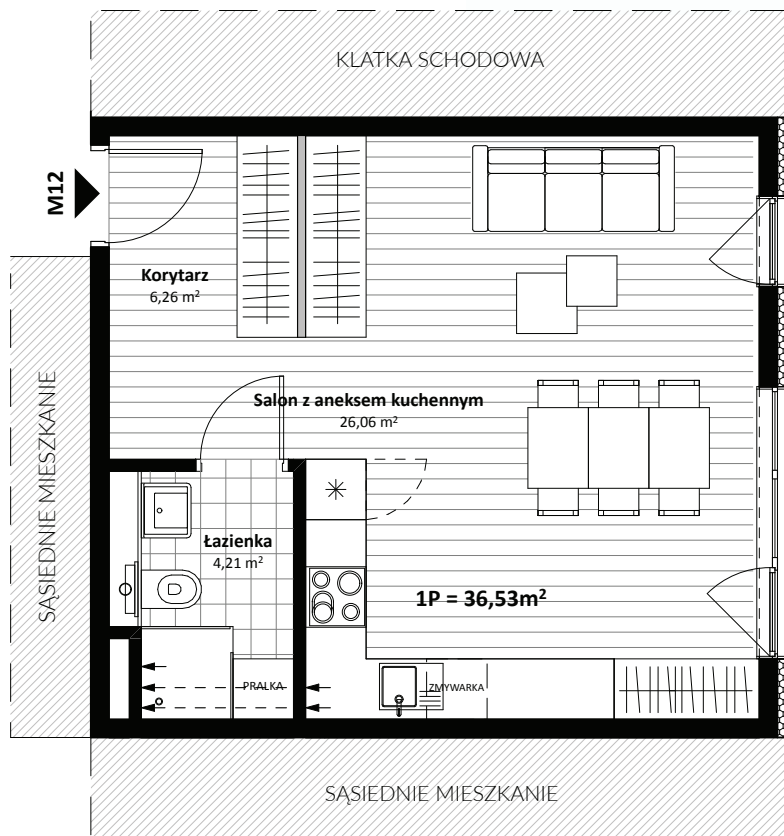 KLATKA SCHODOWA
M12
Korytarz
6,26 m²
Salon z aneksem kuchennym
26,06 m²
SĄSIEDNIE MIESZKANIE
Łazienka
4,21 m²
1P = 36,53m²
PRALKA
ZMYWARKA
SĄSIEDNIE MIESZKANIE